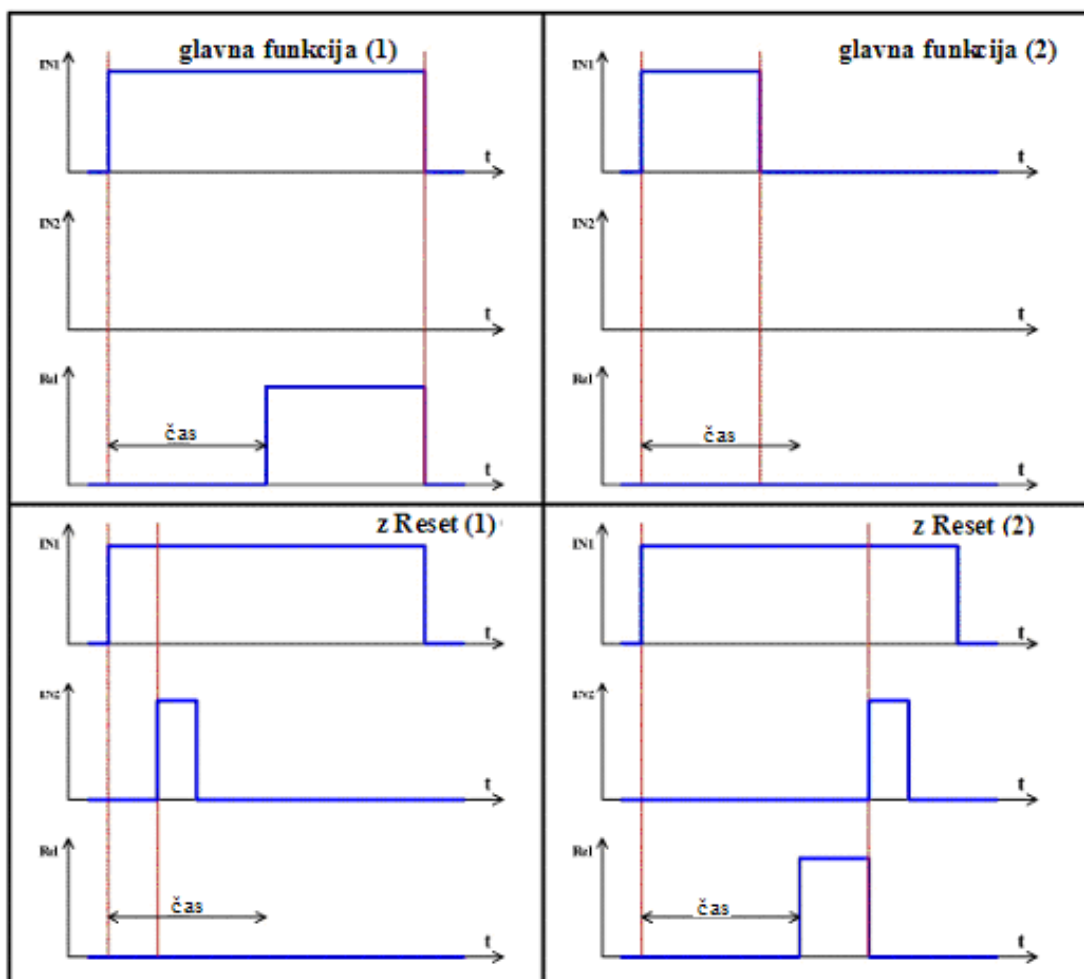 glavna funkcija (1)
IN1
t
IN2
t
Rel
čas
t
glavna funkcija (2)
IN1
t
IN2
t
Rel
čas
t
z Reset (1)
IN1
t
IN2
t
Rel
čas
t
z Reset (2)
IN1
t
IN2
t
Rel
čas
t